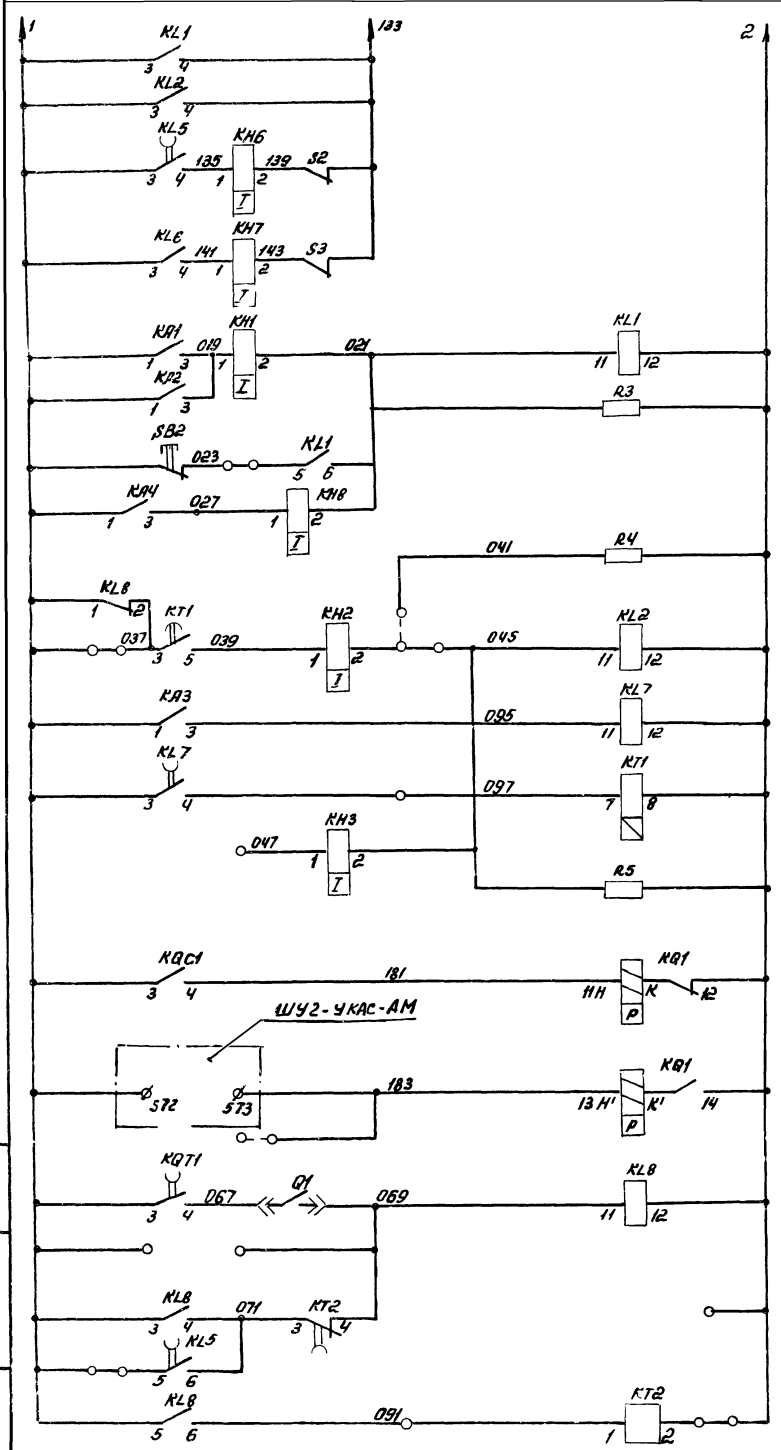 1 133 2
KL1
3 4
KL2
3 4
KL5 KH6
135 139 S2
3 4 1 2
I
KL6 KH7
141 143 S3
3 4 1 2
I
KA1 KH1 KL1
019 021
1 3 1 2 11 12
I
KA2 R3
1 3
SB2 KL1
023
5 6
KA4 KH8
027
1 3 1 2
I
041 R4
KL8
1 2
KT1 KH2 KL2
037 039 045
3 5 1 2 11 12
I
KA3 KL7
095
1 3 11 12
KL7 KT1
097
3 4 7 8
KH3
047
1 2
I
R5
KQC1 KQ1
181
3 4 11Н К 12
P
ШУ2-УКАС-АМ
KQ1
183
572 573 13 Н' К' 14
P
KQT1 Q1 KL8
067 069
3 4 11 12
KL8 071 KT2
3 4 3 4
KL5
5 6
KL8 KT2
091
5 6 1 2